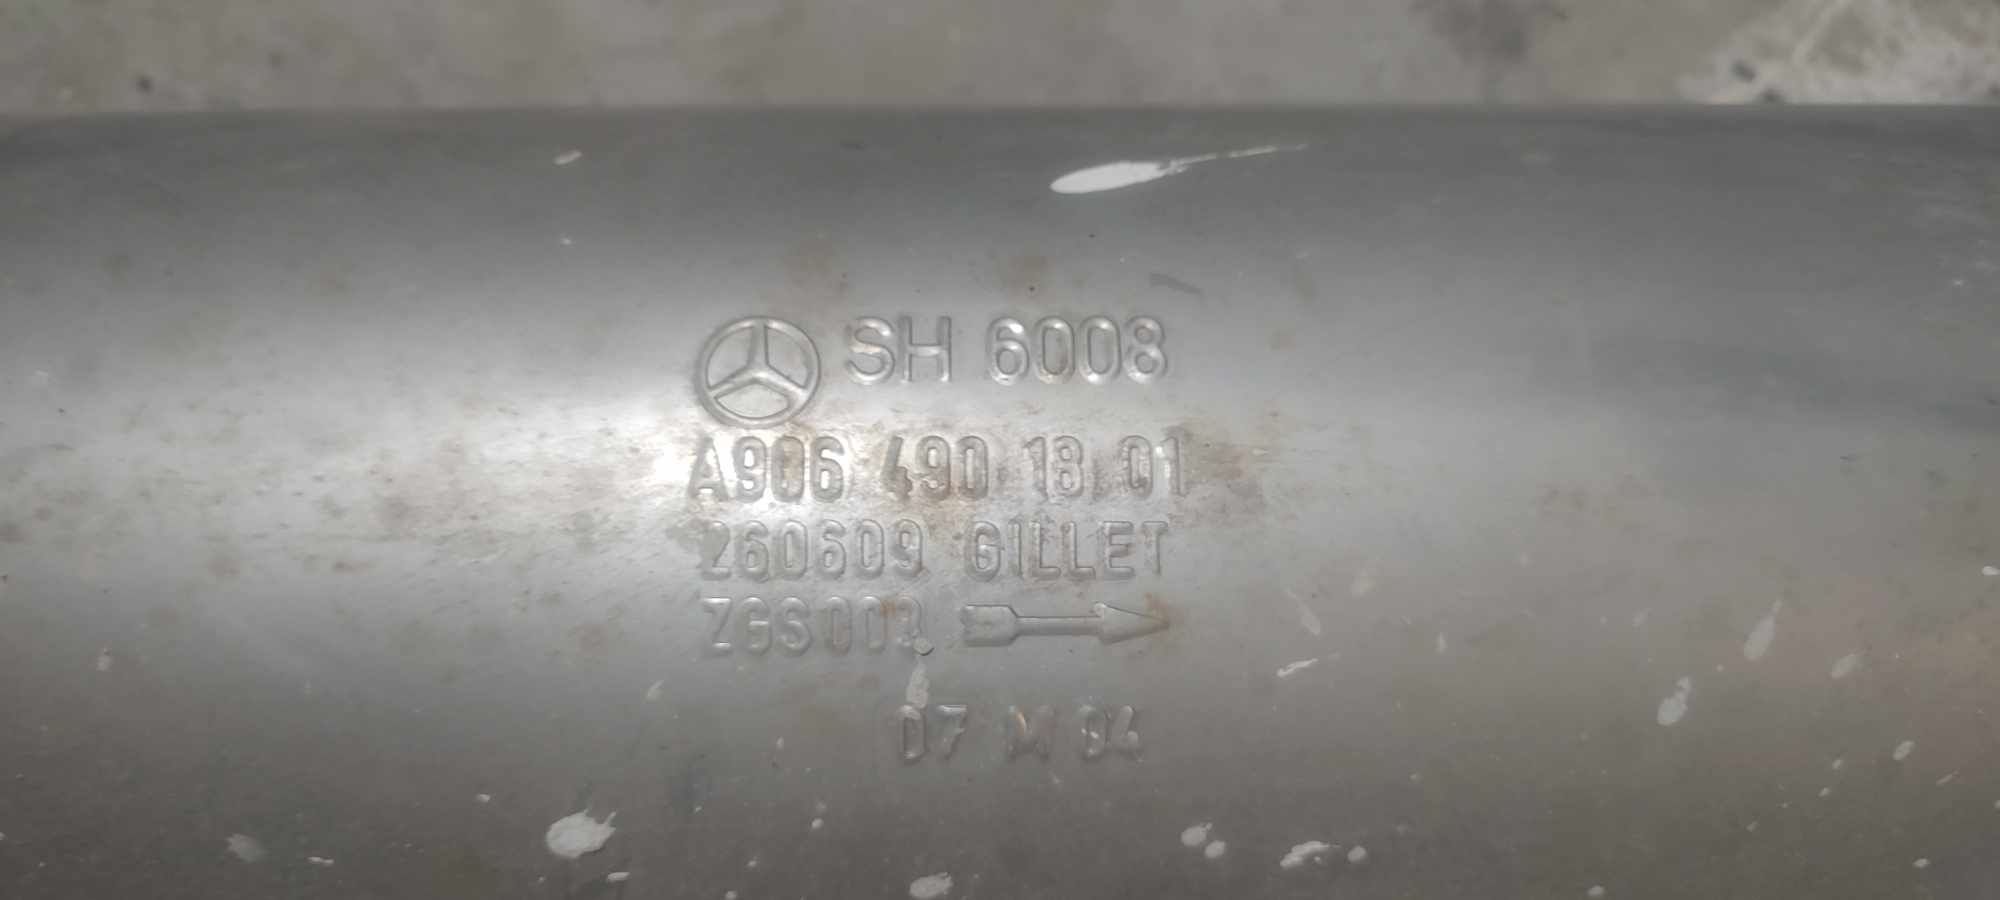 SH 6008
A906 490 18 01
260609 GILLET
ZGS003
07 M 04